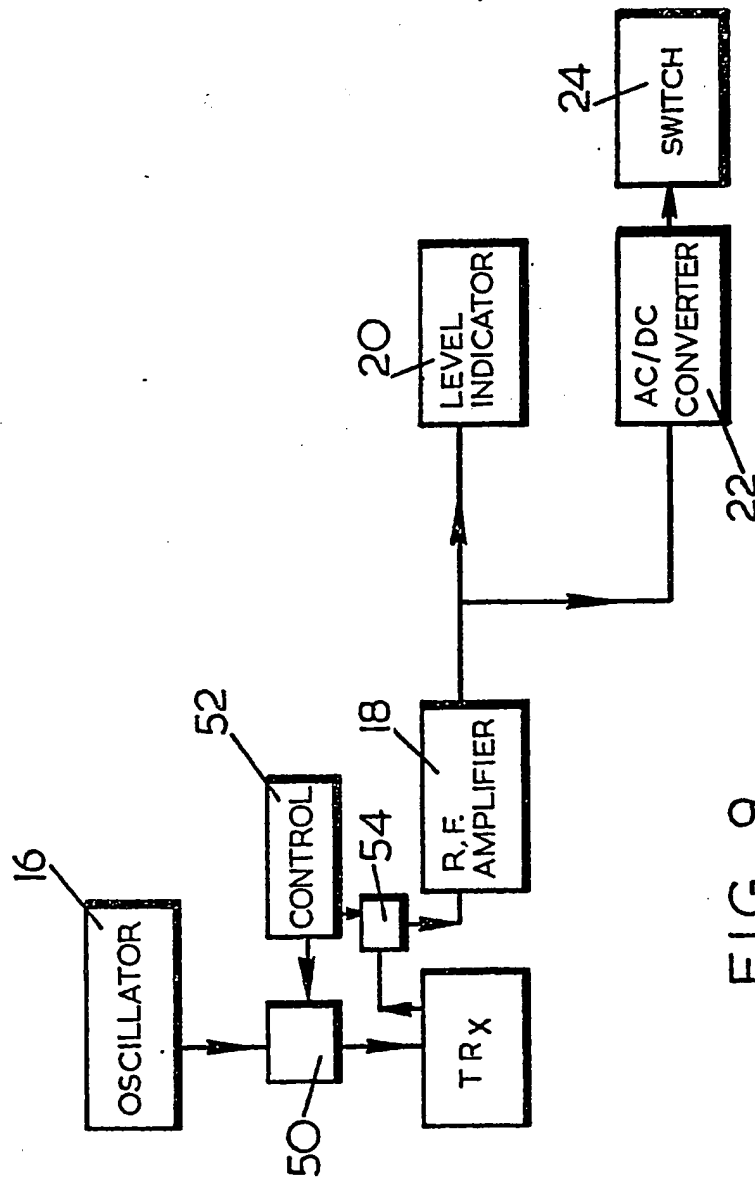 16
OSCILLATOR
52
CONTROL
50
54
TRX
18
R.F.
AMPLIFIER
20
LEVEL
INDICATOR
24
SWITCH
AC/DC
CONVERTER
22
FIG 9